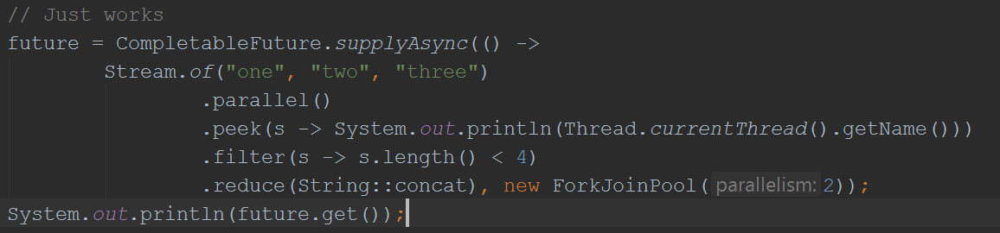 // Just works
future = CompletableFuture.supplyAsync(() ->
Stream.of("one", "two", "three")
.parallel()
.peek(s -> System.out.println(Thread.currentThread().getName()))
.filter(s -> s.length() < 4)
.reduce(String::concat), new ForkJoinPool( parallelism: 2));
System.out.println(future.get());